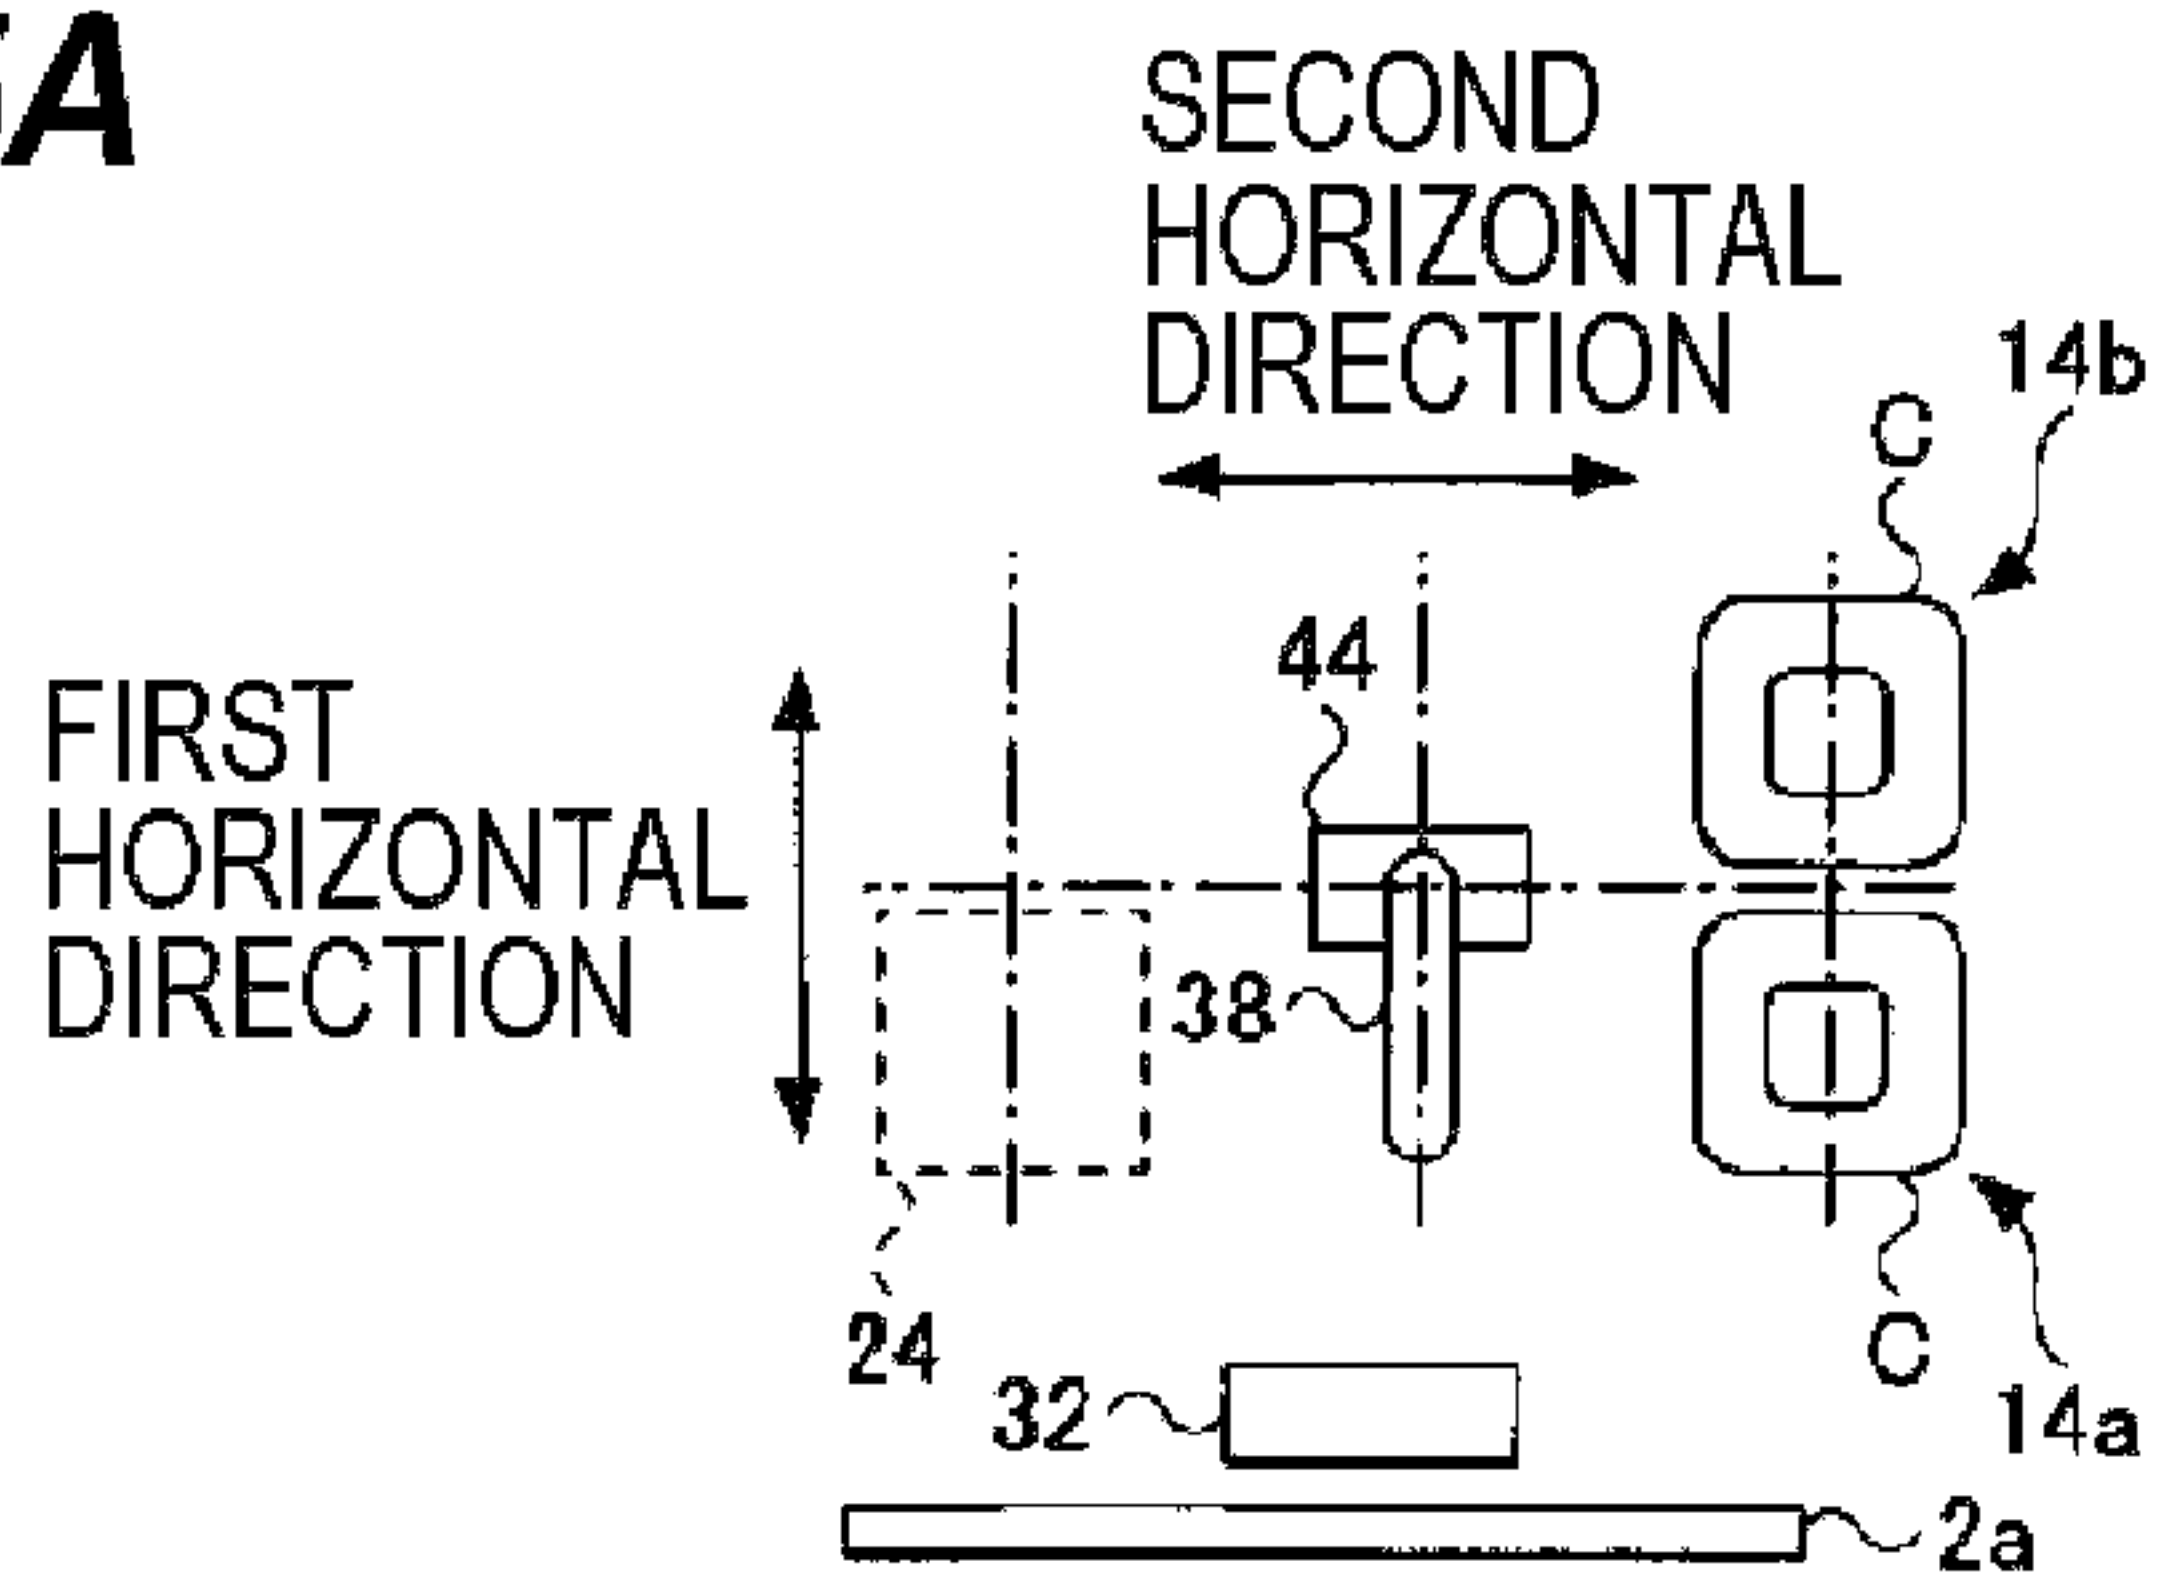 A
SECOND
HORIZONTAL
DIRECTION
14b
C
44
FIRST
HORIZONTAL
DIRECTION
38
24
C
32
14a
2a